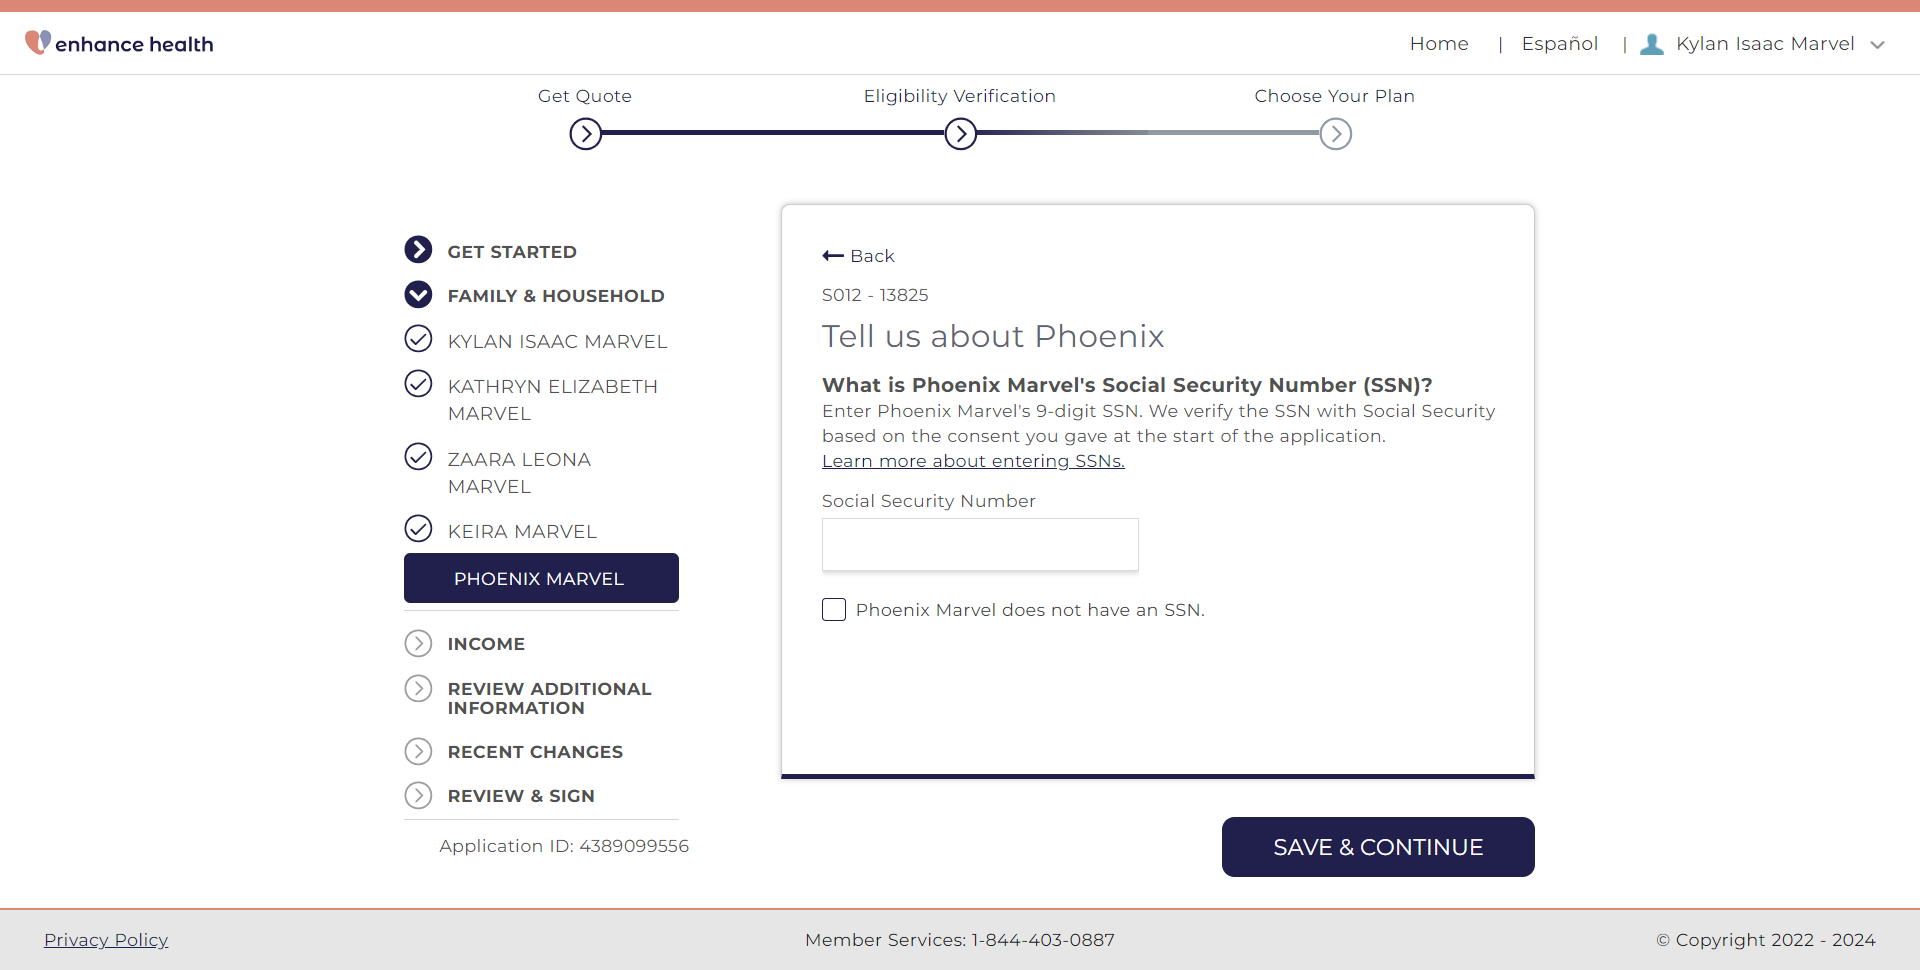 enhance health
Home | Español | Kylan Isaac Marvel
Get Quote
Eligibility Verification
Choose Your Plan
GET STARTED
FAMILY & HOUSEHOLD
KYLAN ISAAC MARVEL
KATHRYN ELIZABETH
MARVEL
ZAARA LEONA
MARVEL
KEIRA MARVEL
PHOENIX MARVEL
INCOME
REVIEW ADDITIONAL
INFORMATION
RECENT CHANGES
REVIEW & SIGN
Application ID: 4389099556
Back
S012 - 13825
Tell us about Phoenix
What is Phoenix Marvel's Social Security Number (SSN)?
Enter Phoenix Marvel's 9-digit SSN. We verify the SSN with Social Security
based on the consent you gave at the start of the application.
Learn more about entering SSNs.
Social Security Number
Phoenix Marvel does not have an SSN.
SAVE & CONTINUE
Privacy Policy
Member Services: 1-844-403-0887
© Copyright 2022 - 2024